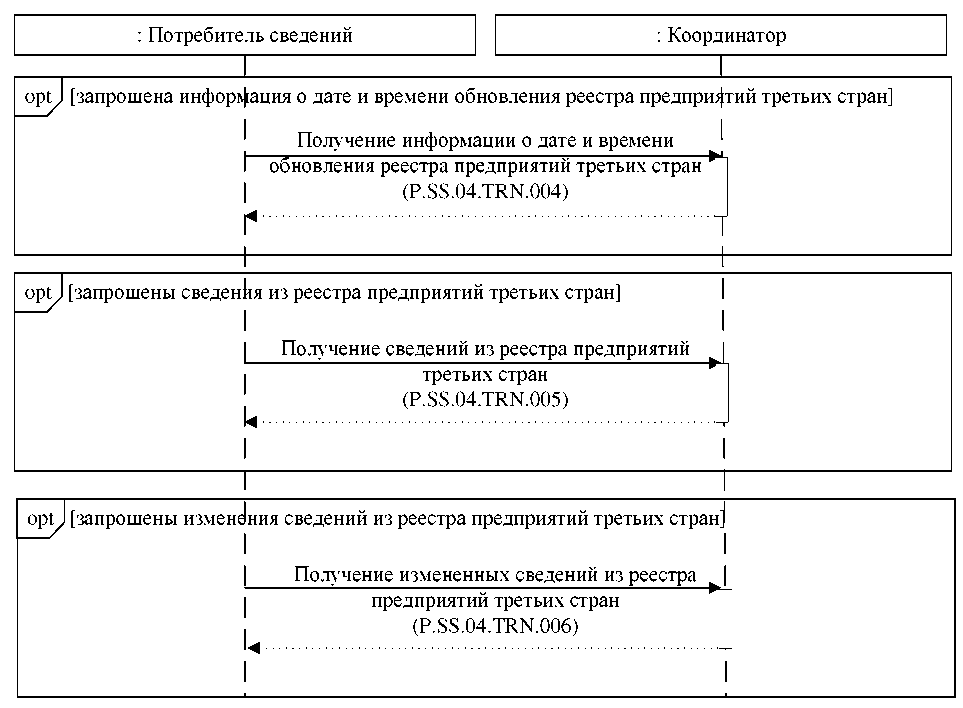 : Потребитель сведений
: Координатор
opt [запрошена информация о дате и времени обновления реестра предприятий третьих стран]
Получение информации о дате и времени
обновления реестра предприятий третьих стран
(P.SS.04.TRN.004)
opt [запрошены сведения из реестра предприятий третьих стран]
Получение сведений из реестра предприятий
третьих стран
(P.SS.04.TRN.005)
opt [запрошены изменения сведений из реестра предприятий третьих стран]
Получение измененных сведений из реестра
предприятий третьих стран
(P.SS.04.TRN.006)